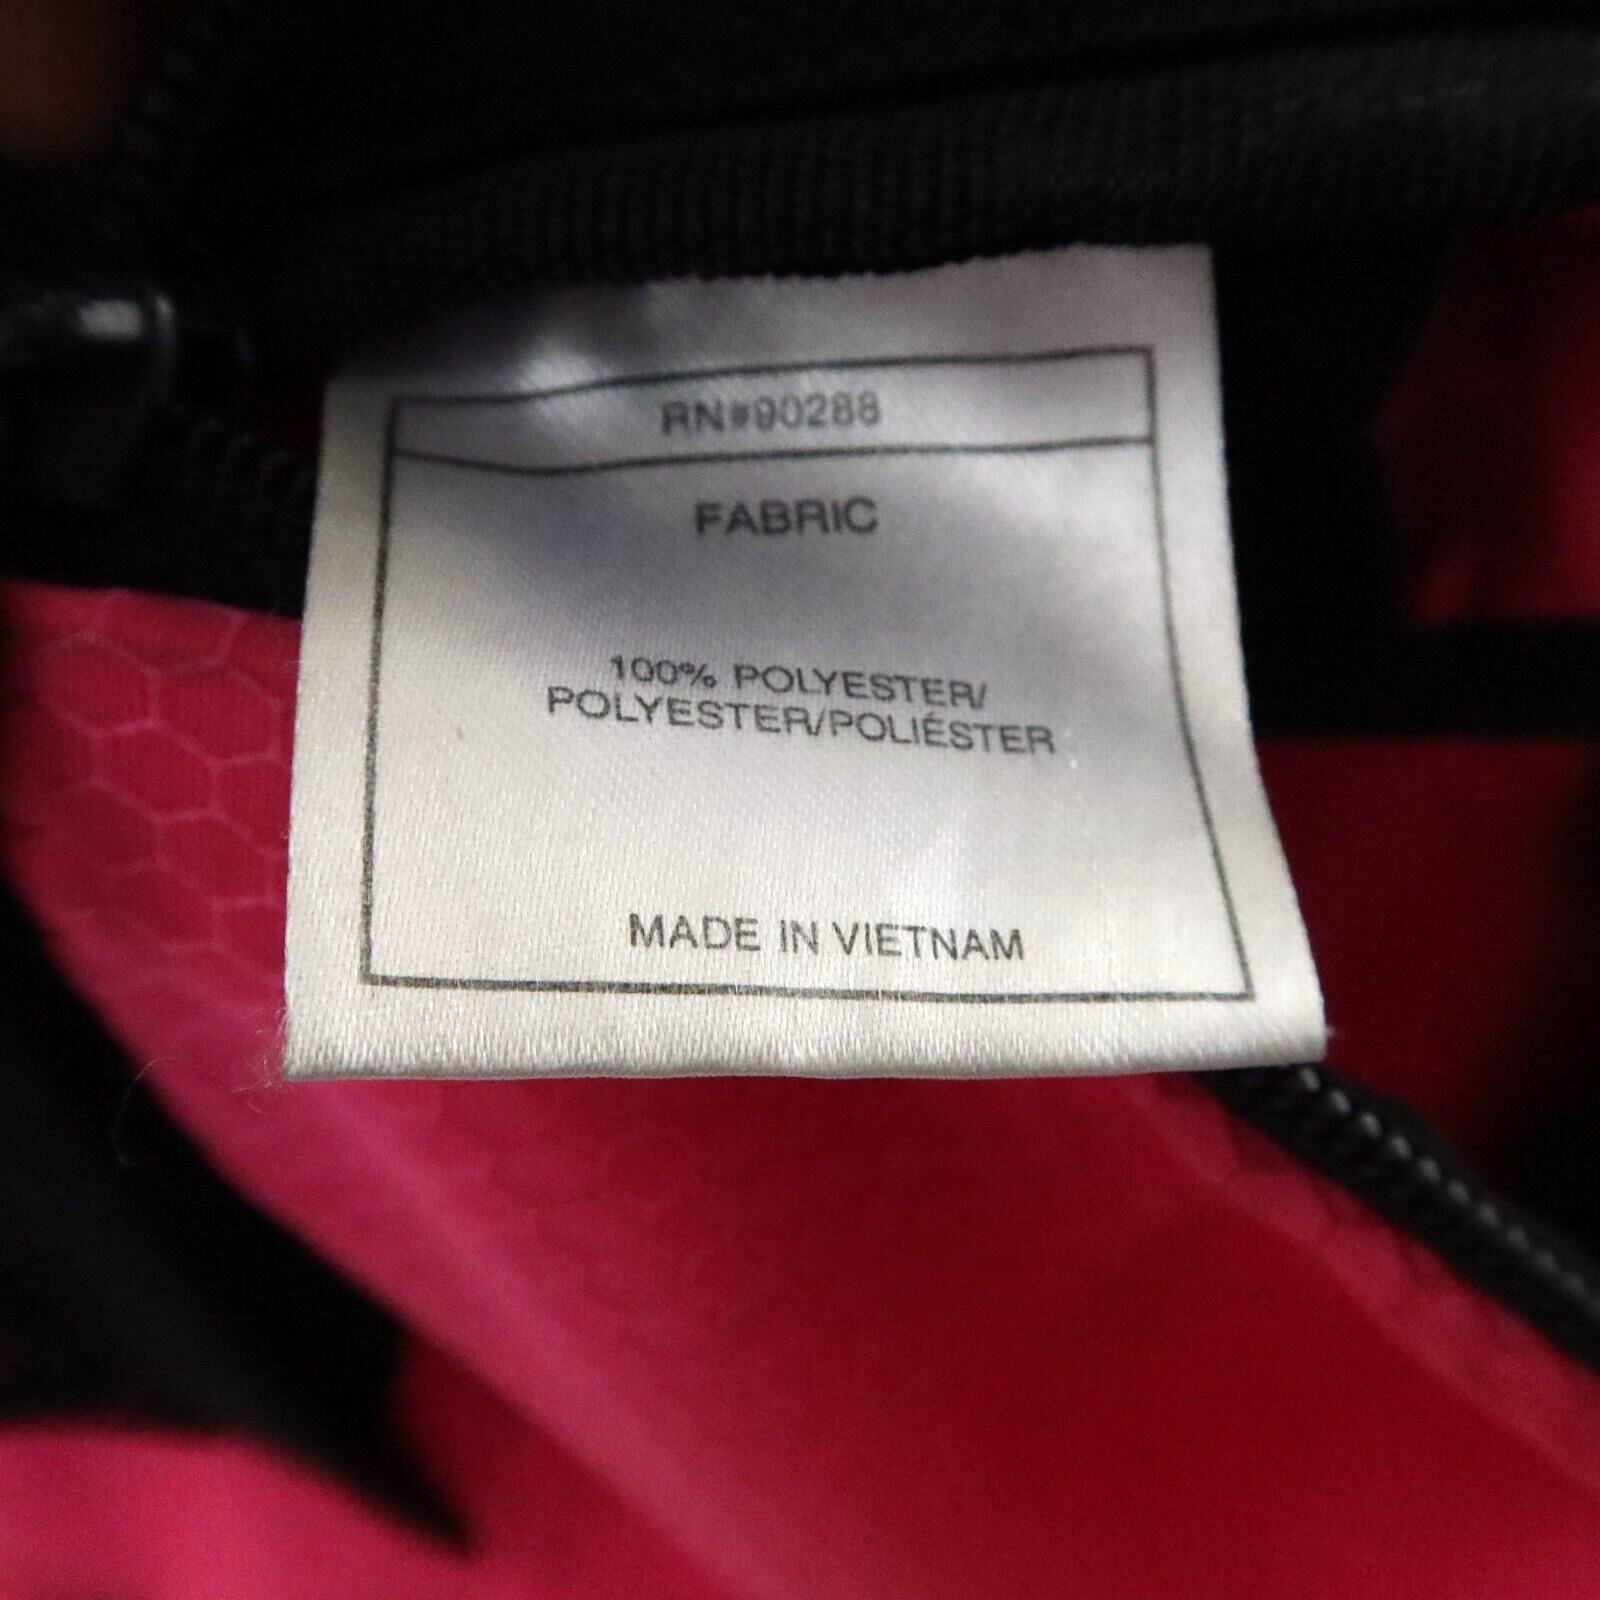 RN#90288
FABRIC
100% POLYESTER/
POLYESTER/POLIÉSTER
MADE IN VIETNAM